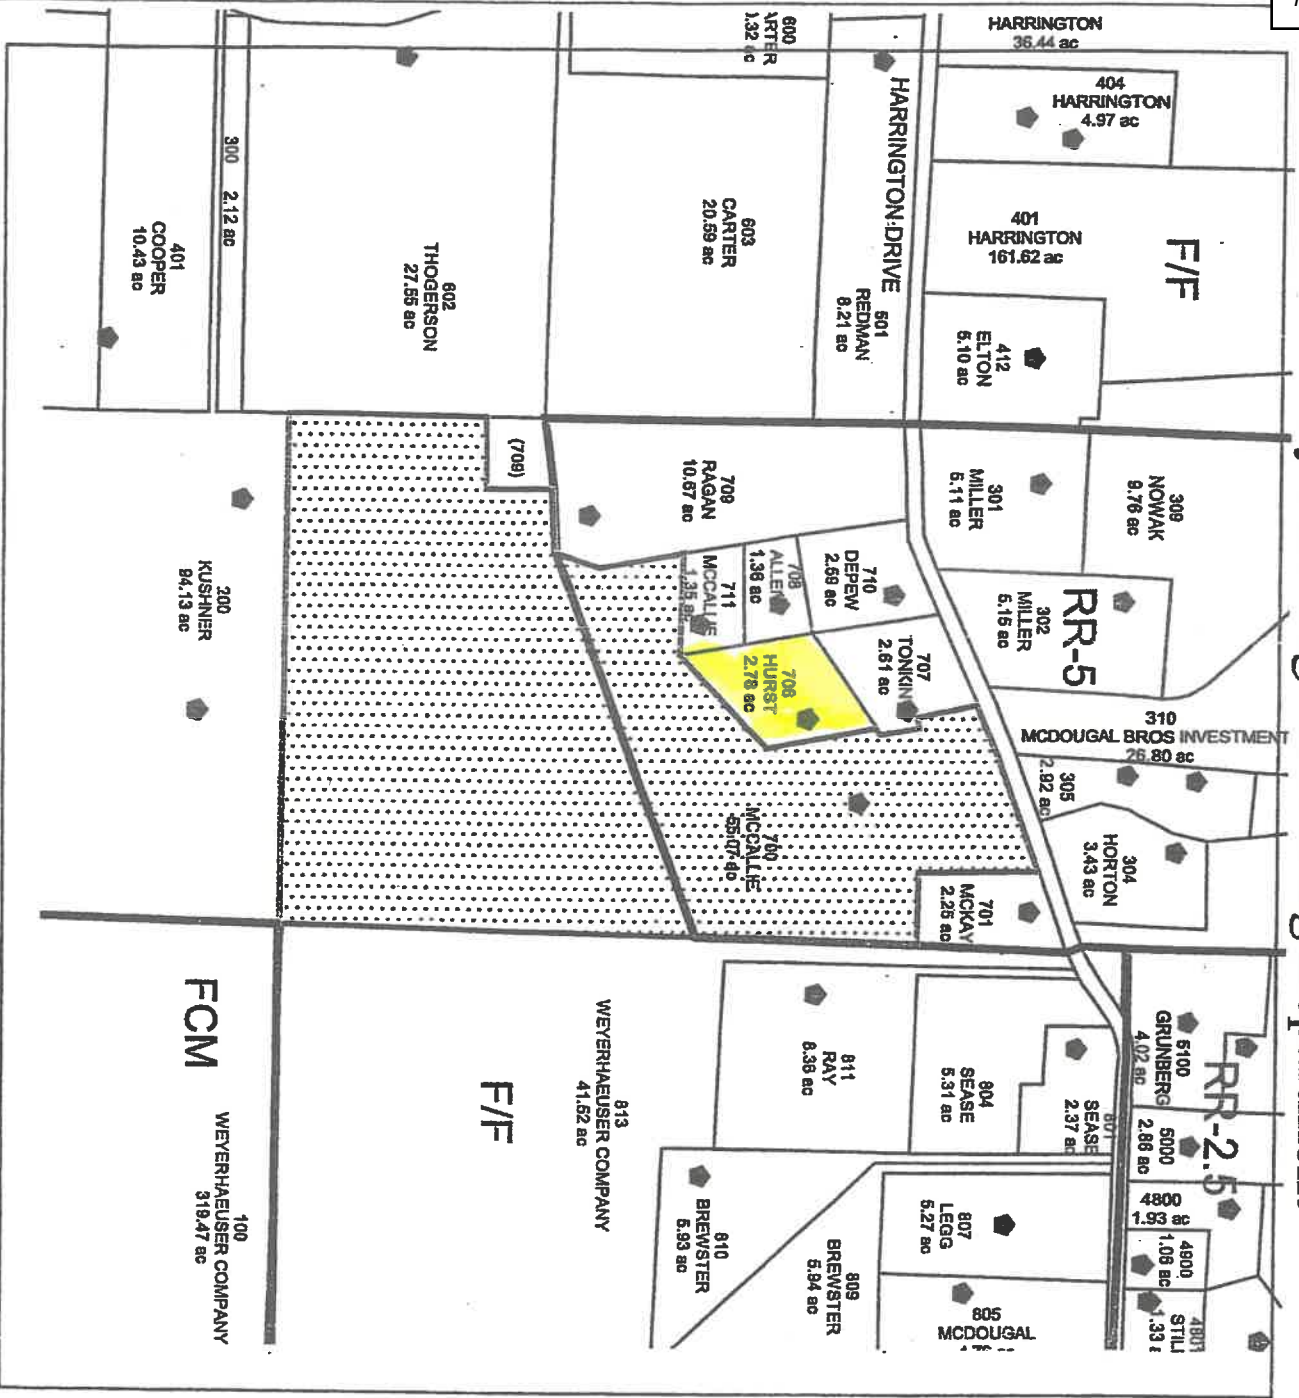 HARRINGTON
36.44 ac
404
HARRINGTON
4.97 ac
401
HARRINGTON
161.62 ac
F/F
412
ELTON
5.10 ac
HARRINGTON DRIVE
600
1.32 ac
501
REDMAN
8.21 ac
603
CARTER
20.59 ac
602
THOGERSON
27.55 ac
300 2.12 ac
401
COOPER
10.43 ac
309
NOWAK
9.76 ac
301
MILLER
5.11 ac
302
MILLER
5.15 ac
RR-5
310
MCDOUGAL BROS INVESTMENT
26.80 ac
305
2.92 ac
304
HORTON
3.43 ac
(709)
709
RAGAN
10.67 ac
710
DEPEW
2.59 ac
708
ALLEN
1.36 ac
711
MCCALLIE
1.35 ac
707
TONKIN
2.61 ac
706
HURST
2.78 ac
700
MCCALLIE
55.07 ac
701
MCKAY
2.25 ac
200
KUSHNER
94.13 ac
5100
GRUNBERG
4.02 ac
RR-2.5
5000
2.86 ac
4800
1.93 ac
4900
1.06 ac
4801
801
SEASE
2.37 ac
804
SEASE
5.31 ac
811
RAY
8.36 ac
807
LEGG
5.27 ac
805
MCDOUGAL
809
BREWSTER
5.94 ac
810
BREWSTER
5.93 ac
813
WEYERHAEUSER COMPANY
41.52 ac
F/F
FCM
100
WEYERHAEUSER COMPANY
319.47 ac